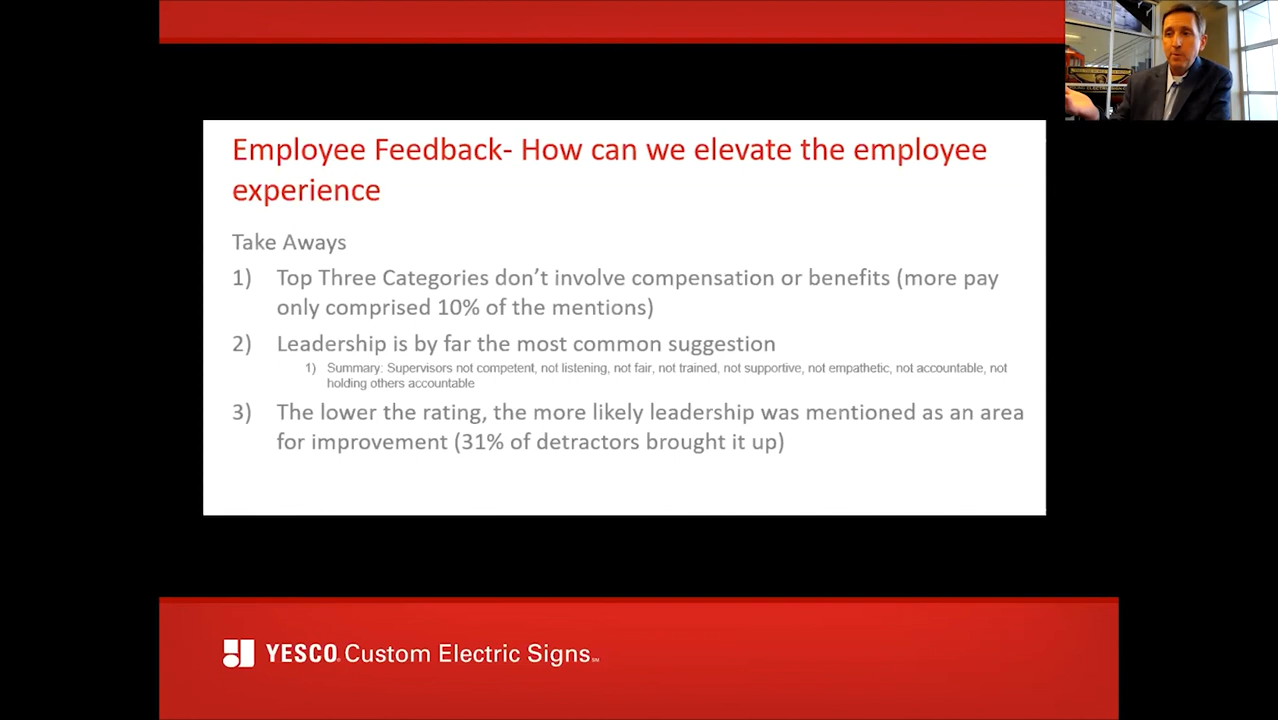 Employee Feedback- How can we elevate the employee
experience
Take Aways
1) Top Three Categories don't involve compensation or benefits (more pay
only comprised 10% of the mentions)
2) Leadership is by far the most common suggestion
1) Summary: Supervisors not competent, not listening, not fair, not trained, not supportive, not empathetic, not accountable, not
holding others accountable
3) The lower the rating, the more likely leadership was mentioned as an area
for improvement (31% of detractors brought it up)
YESCO® Custom Electric Signs℠